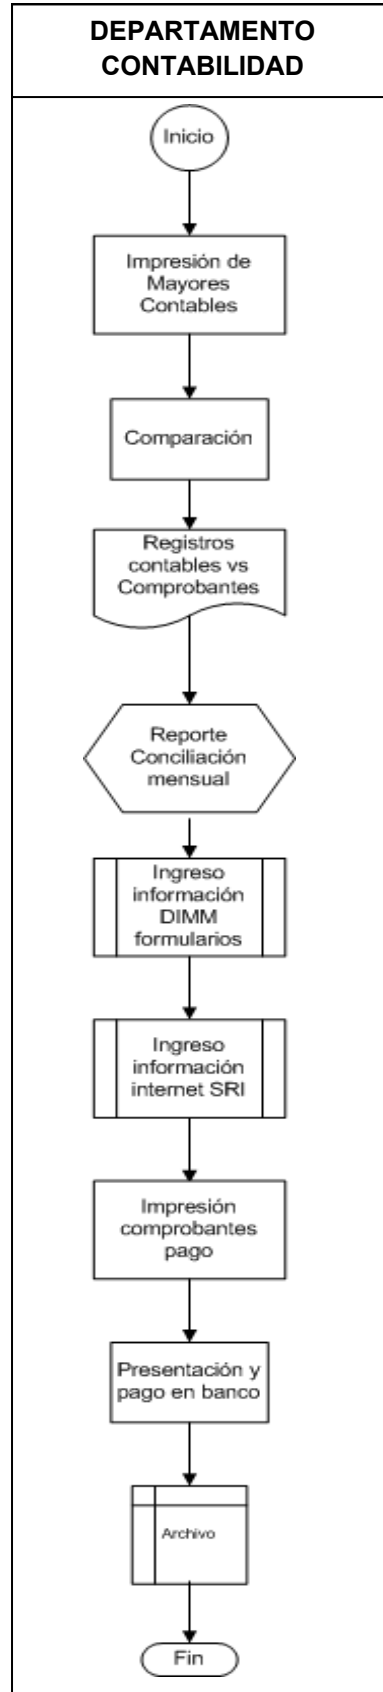 DEPARTAMENTO
CONTABILIDAD
Inicio
Impresión de
Mayores
Contables
Comparación
Registros
contables vs
Comprobantes
Reporte
Conciliación
mensual
Ingreso
información
DIMM
formularios
Ingreso
información
internet SRI
Impresión
comprobantes
pago
Presentación y
pago en banco
Archivo
Fin